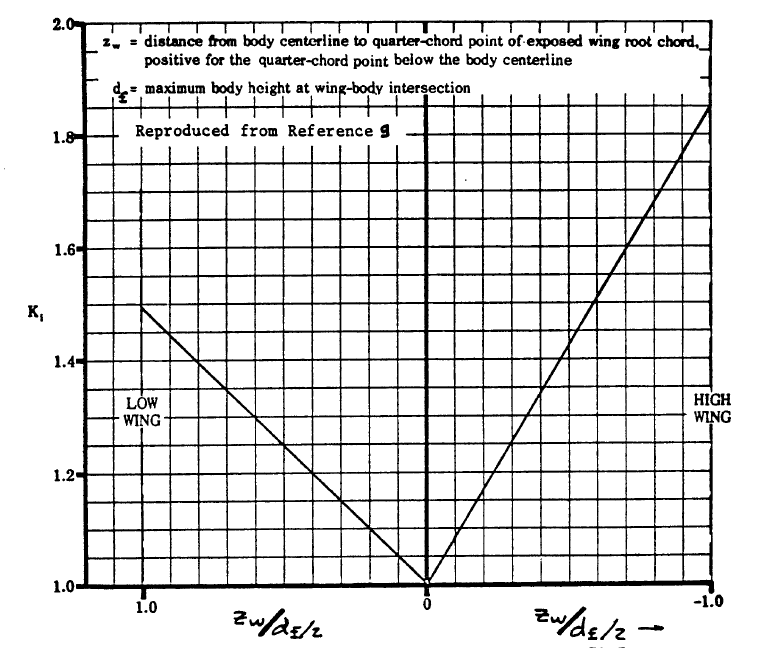 2.0
z_w = distance from body centerline to quarter-chord point of exposed wing root chord,
positive for the quarter-chord point below the body centerline
d_f = maximum body height at wing-body intersection
Reproduced from Reference 9
1.8
1.6
K_i
1.4
LOW
WING
HIGH
WING
1.2
1.0
1.0
0
-1.0
z_w/d_f/2
z_w/d_f/2 →